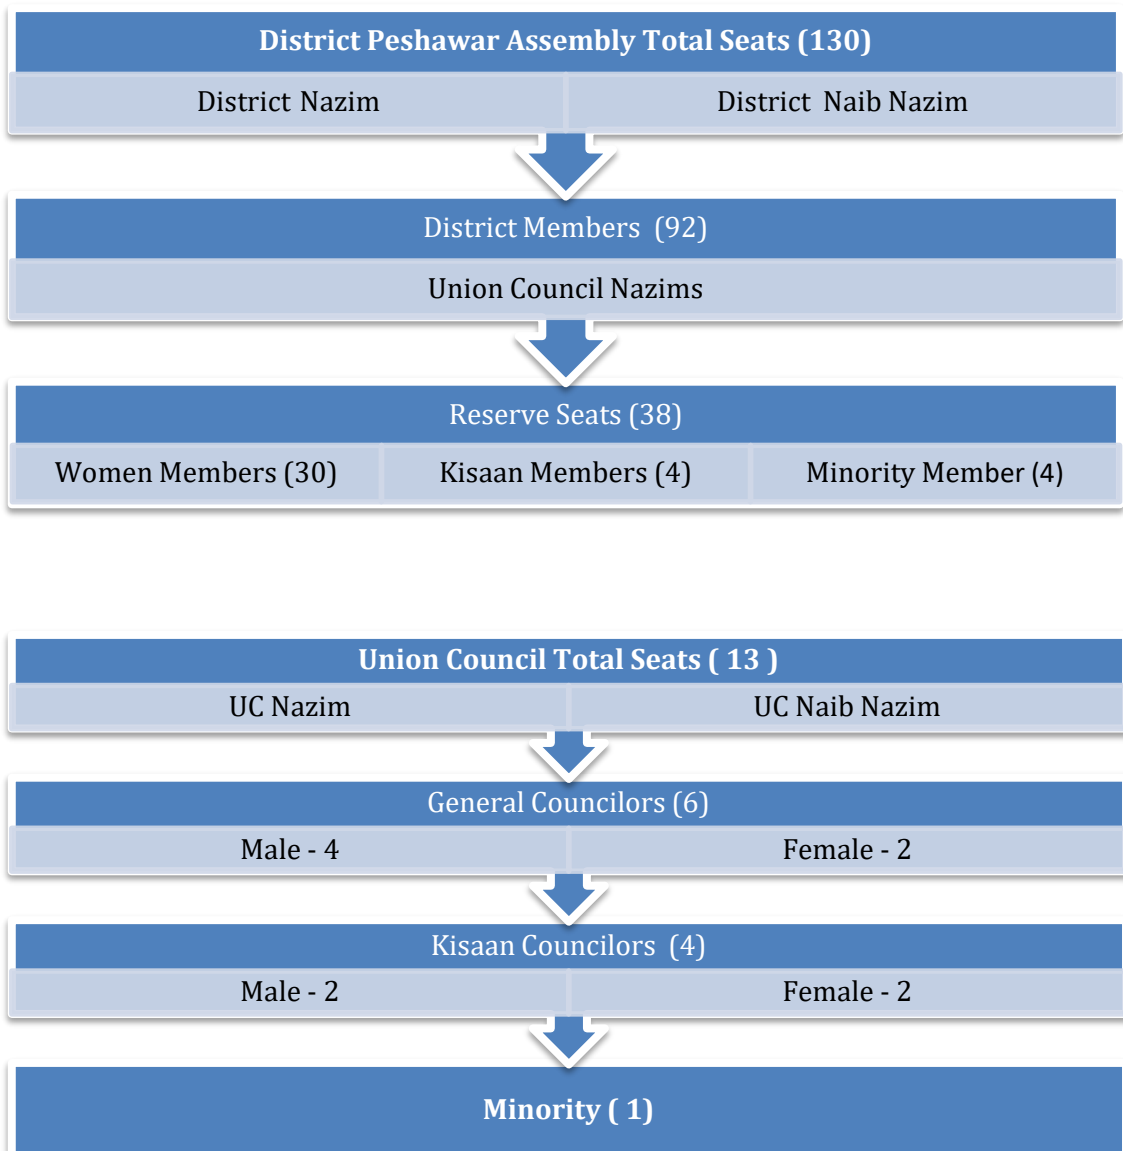 District Peshawar Assembly Total Seats (130)
District Nazim
District Naib Nazim
District Members (92)
Union Council Nazims
Reserve Seats (38)
Women Members (30)
Kisaan Members (4)
Minority Member (4)
Union Council Total Seats ( 13 )
UC Nazim
UC Naib Nazim
General Councilors (6)
Male - 4
Female - 2
Kisaan Councilors (4)
Male - 2
Female - 2
Minority ( 1)